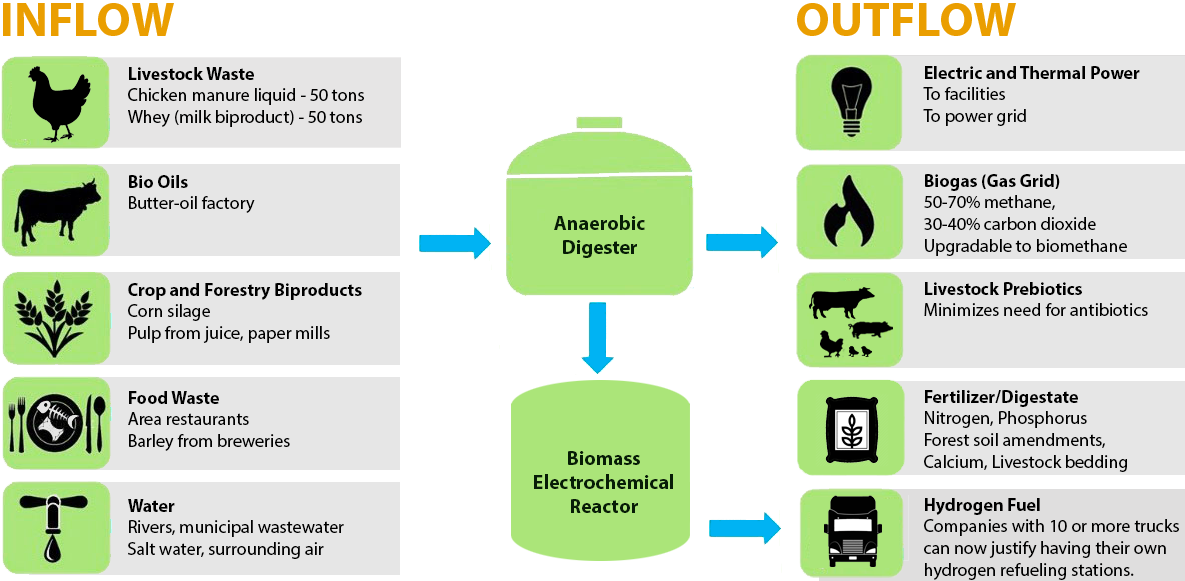 INFLOW
Livestock Waste
Chicken manure liquid - 50 tons
Whey (milk biproduct) - 50 tons
Bio Oils
Butter-oil factory
Crop and Forestry Biproducts
Corn silage
Pulp from juice, paper mills
Food Waste
Area restaurants
Barley from breweries
Water
Rivers, municipal wastewater
Salt water, surrounding air
Anaerobic
Digester
Biomass
Electrochemical
Reactor
OUTFLOW
Electric and Thermal Power
To facilities
To power grid
Biogas (Gas Grid)
50-70% methane,
30-40% carbon dioxide
Upgradable to biomethane
Livestock Prebiotics
Minimizes need for antibiotics
Fertilizer/Digestate
Nitrogen, Phosphorus
Forest soil amendments,
Calcium, Livestock bedding
Hydrogen Fuel
Companies with 10 or more trucks
can now justify having their own
hydrogen refueling stations.